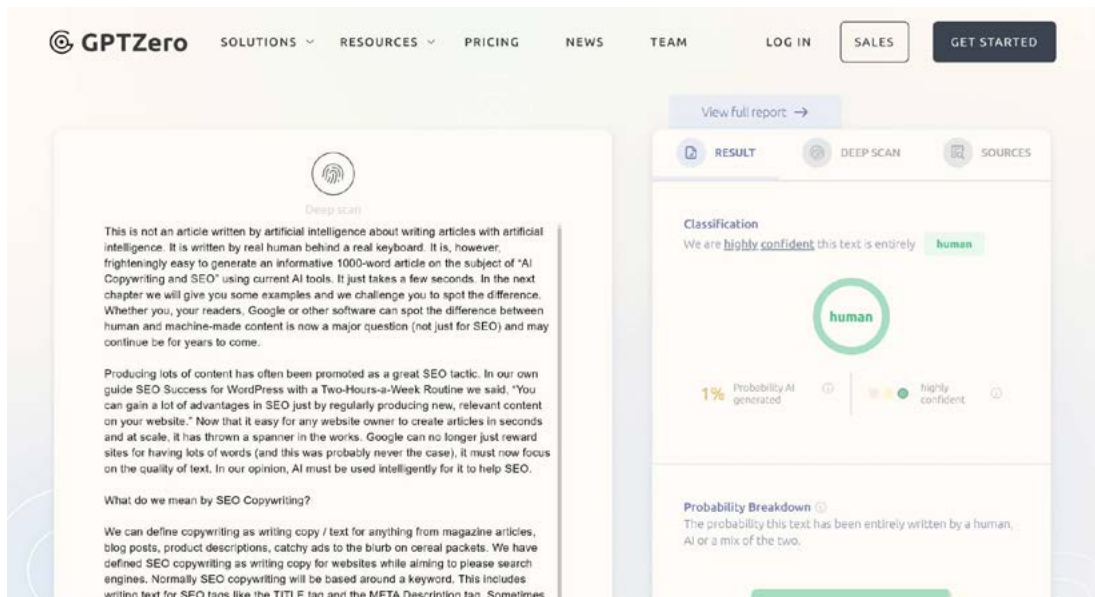 GPTZero SOLUTIONS RESOURCES PRICING NEWS TEAM LOG IN SALES GET STARTED
View full report →
RESULT DEEP SCAN SOURCES
Deep scan
This is not an article written by artificial intelligence about writing articles with artificial
intelligence. It is written by real human behind a real keyboard. It is, however,
frighteningly easy to generate an informative 1000-word article on the subject of “AI
Copywriting and SEO” using current AI tools. It just takes a few seconds. In the next
chapter we will give you some examples and we challenge you to spot the difference.
Whether you, your readers, Google or other software can spot the difference between
human and machine-made content is now a major question (not just for SEO) and may
continue be for years to come.
Producing lots of content has often been promoted as a great SEO tactic. In our own
guide SEO Success for WordPress with a Two-Hours-a-Week Routine we said, “You
can gain a lot of advantages in SEO just by regularly producing new, relevant content
on your website.” Now that it easy for any website owner to create articles in seconds
and at scale, it has thrown a spanner in the works. Google can no longer just reward
sites for having lots of words (and this was probably never the case), it must now focus
on the quality of text. In our opinion, AI must be used intelligently for it to help SEO.
What do we mean by SEO Copywriting?
We can define copywriting as writing copy / text for anything from magazine articles,
blog posts, product descriptions, catchy ads to the blurb on cereal packets. We have
defined SEO copywriting as writing copy for websites while aiming to please search
engines. Normally SEO copywriting will be based around a keyword. This includes
writing text for SEO tags like the TITLE tag and the META Description tag. Sometimes
Classification
We are highly confident this text is entirely human
human
1% Probability AI
generated
highly
confident
Probability Breakdown
The probability this text has been entirely written by a human,
AI or a mix of the two.